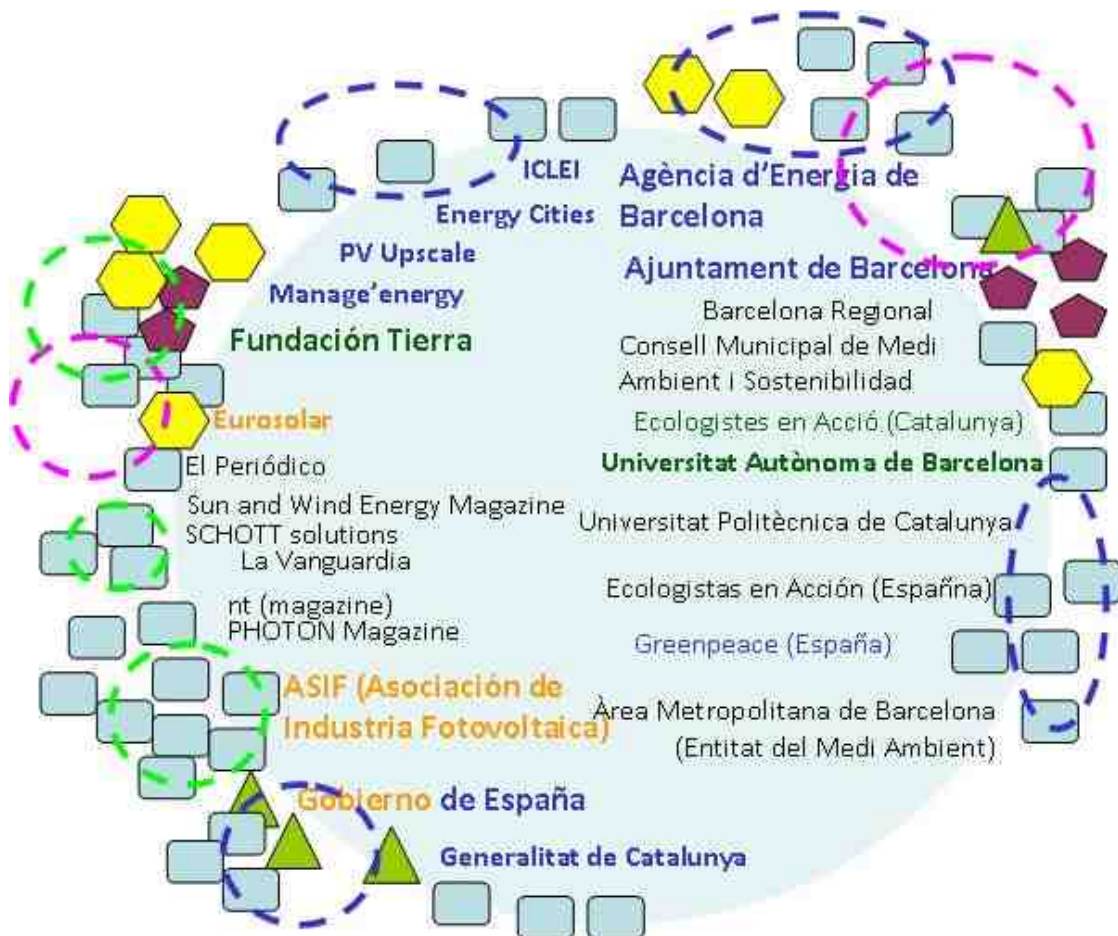 ICLEI
Energy Cities
PV Upscale
Manage'energy
Fundación Tierra
Eurosolar
El Periódico
Sun and Wind Energy Magazine
SCHOTT solutions
La Vanguardia
nt (magazine)
PHOTON Magazine
ASIF (Asociación de
Industria Fotovoltaica)
Gobierno de España
Generalitat de Catalunya
Agència d'Energia de
Barcelona
Ajuntament de Barcelona
Barcelona Regional
Consell Municipal de Medi
Ambient i Sostenibilidad
Ecologistes en Acció (Catalunya)
Universitat Autònoma de Barcelona
Universitat Politècnica de Catalunya
Ecologistas en Acción (Españna)
Greenpeace (España)
Àrea Metropolitana de Barcelona
(Entitat del Medi Ambient)